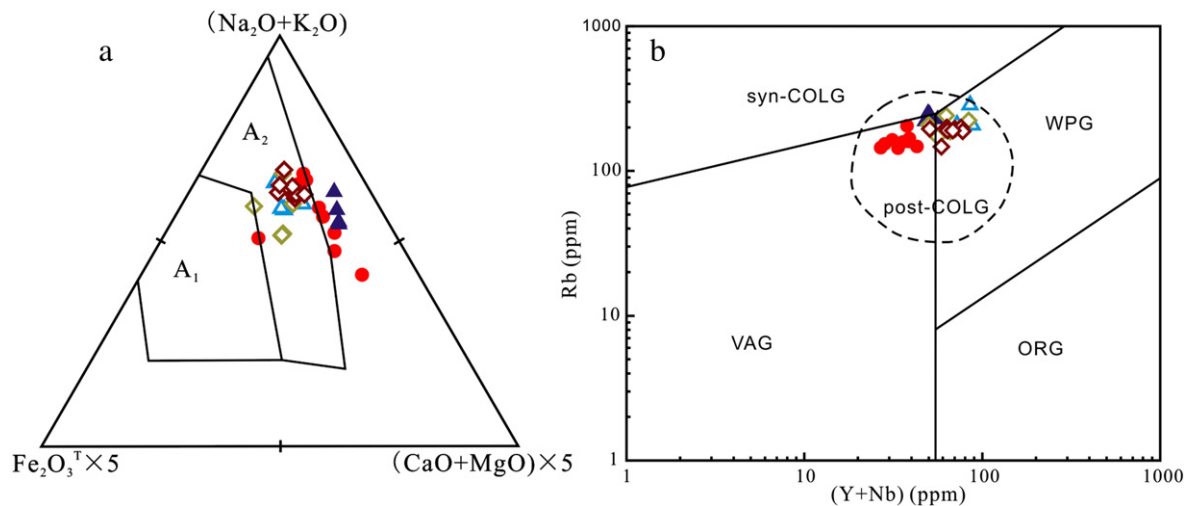 a
(Na₂O+K₂O)
A₂
A₁
Fe₂O₃ᵀ×5
(CaO+MgO)×5
b
1000
100
10
1
Rb (ppm)
syn-COLG
WPG
post-COLG
VAG
ORG
1
10
100
1000
(Y+Nb) (ppm)